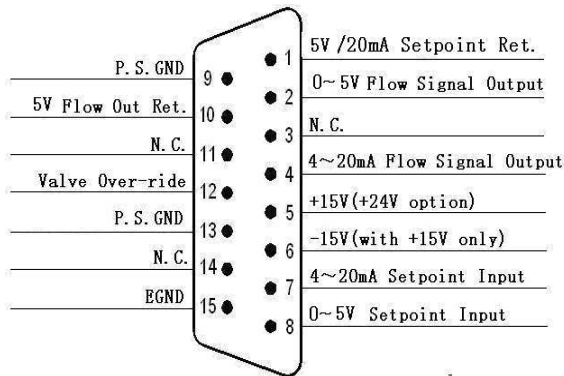 P.S.GND 9
5V Flow Out Ret. 10
N.C. 11
Valve Over-ride 12
P.S.GND 13
N.C. 14
EGND 15
1 5V /20mA Setpoint Ret.
2 0~5V Flow Signal Output
3 N.C.
4 4~20mA Flow Signal Output
5 +15V(+24V option)
6 -15V(with +15V only)
7 4~20mA Setpoint Input
8 0~5V Setpoint Input